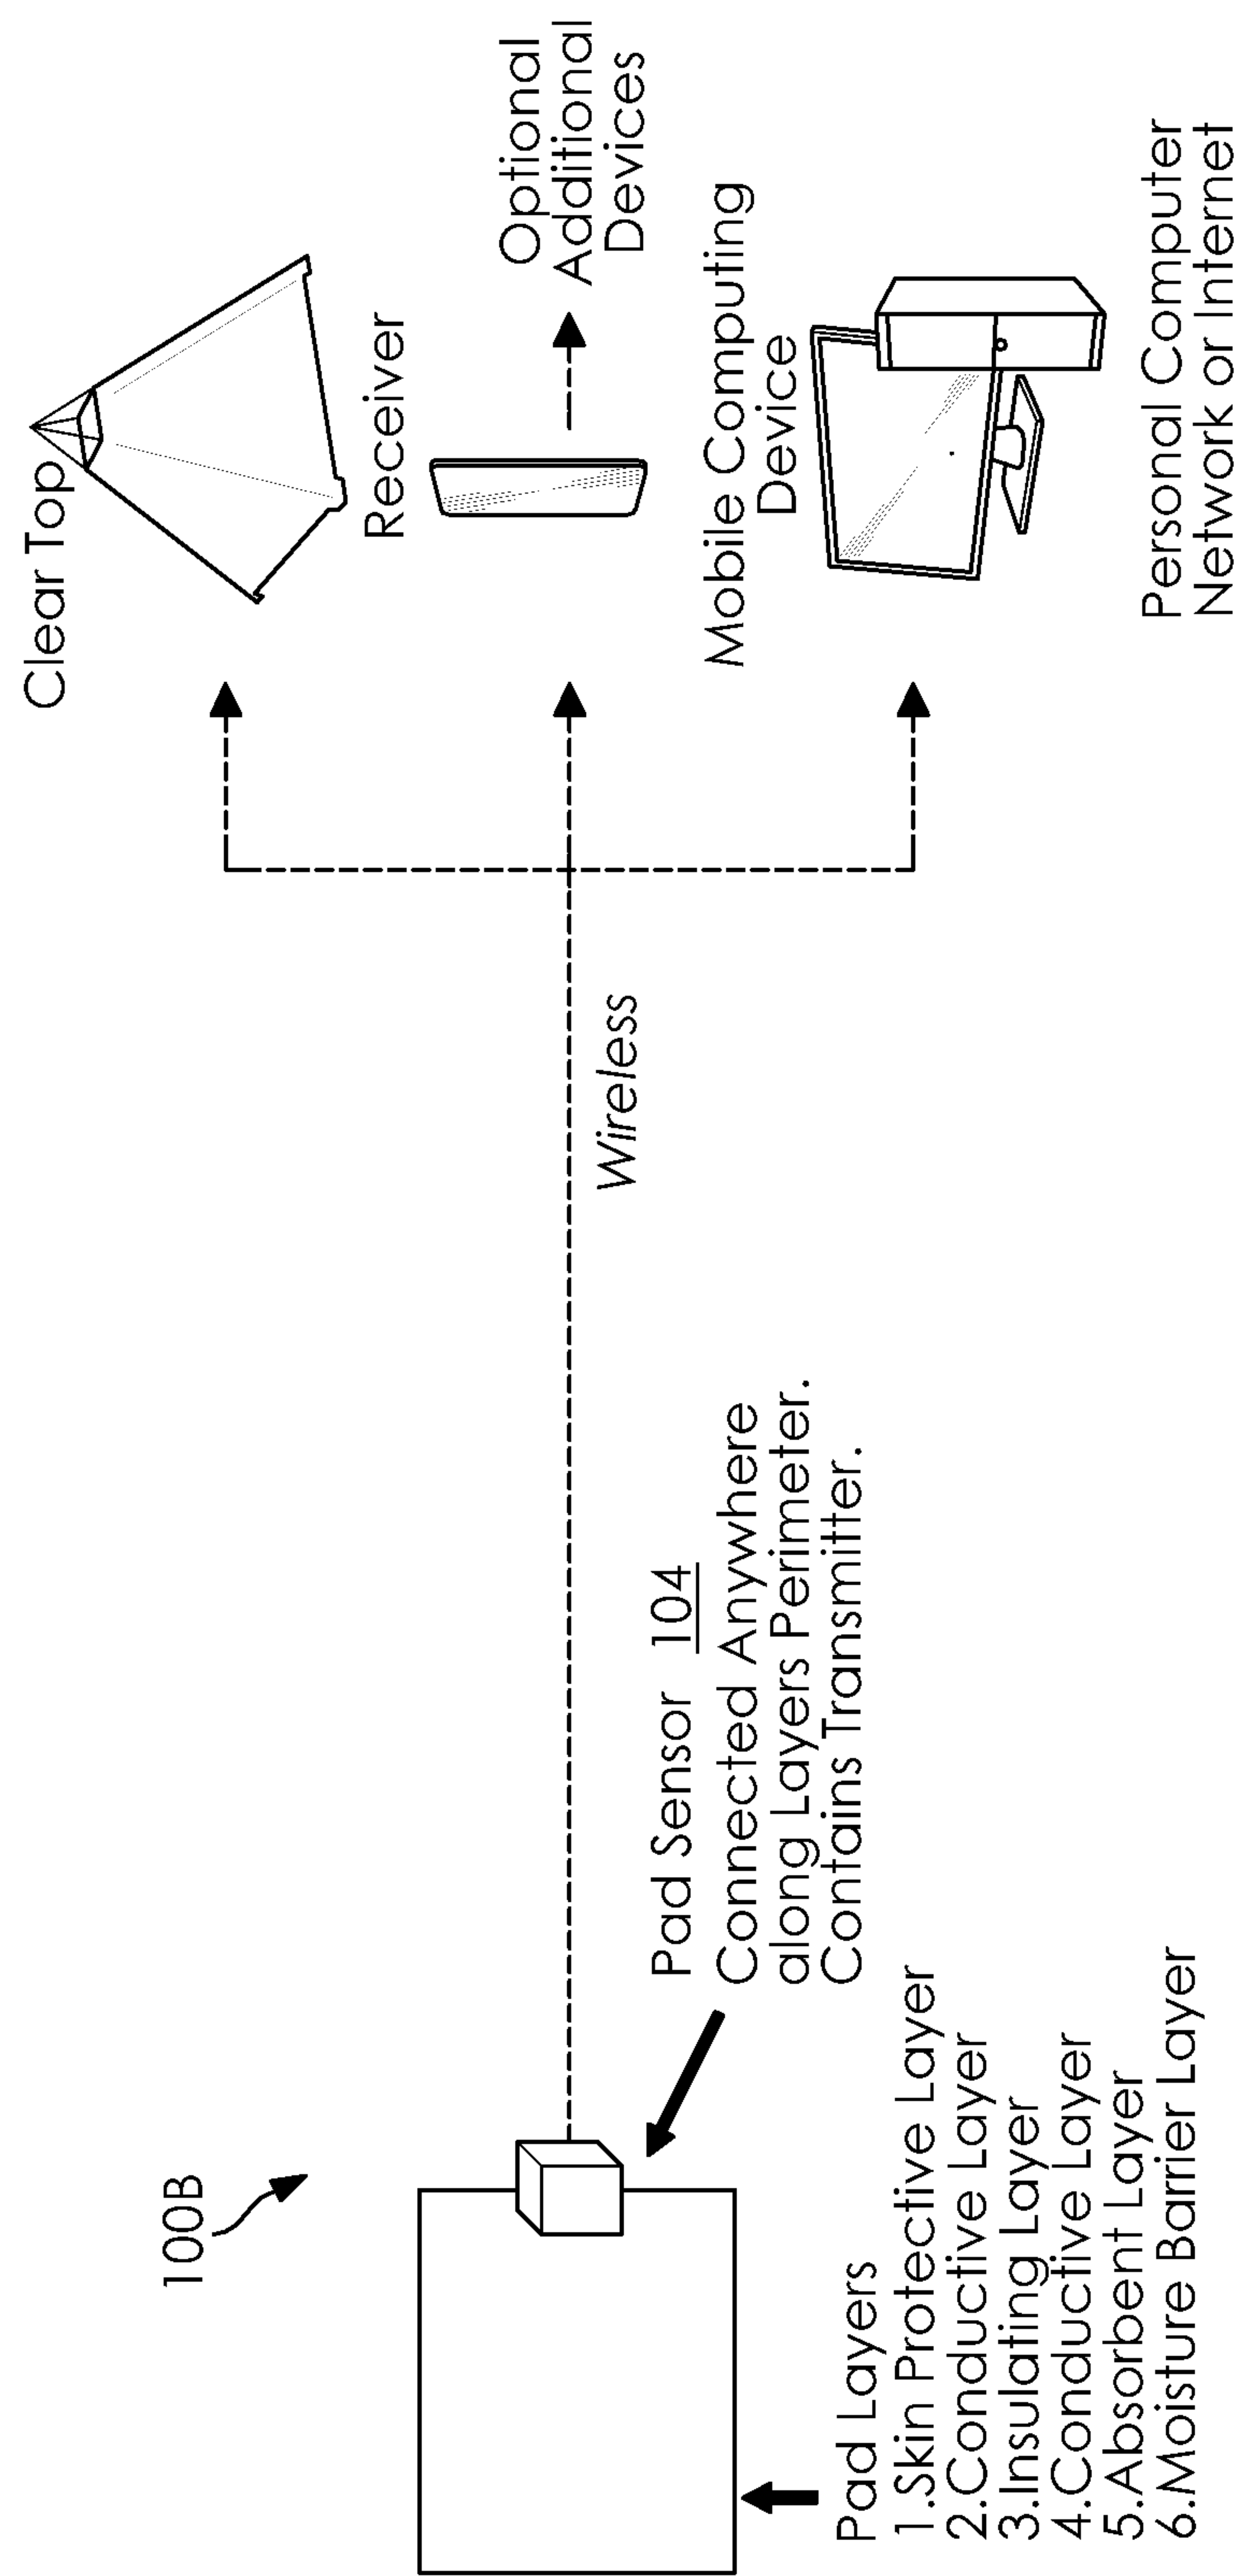 100B
Pad Layers
1.Skin Protective Layer
2.Conductive Layer
3.Insulating Layer
4.Conductive Layer
5.Absorbent Layer
6.Moisture Barrier Layer
Pad Sensor 104
Connected Anywhere
along Layers Perimeter.
Contains Transmitter.
Wireless
Clear Top
Receiver
Optional
Additional
Devices
Mobile Computing
Device
Personal Computer
Network or Internet